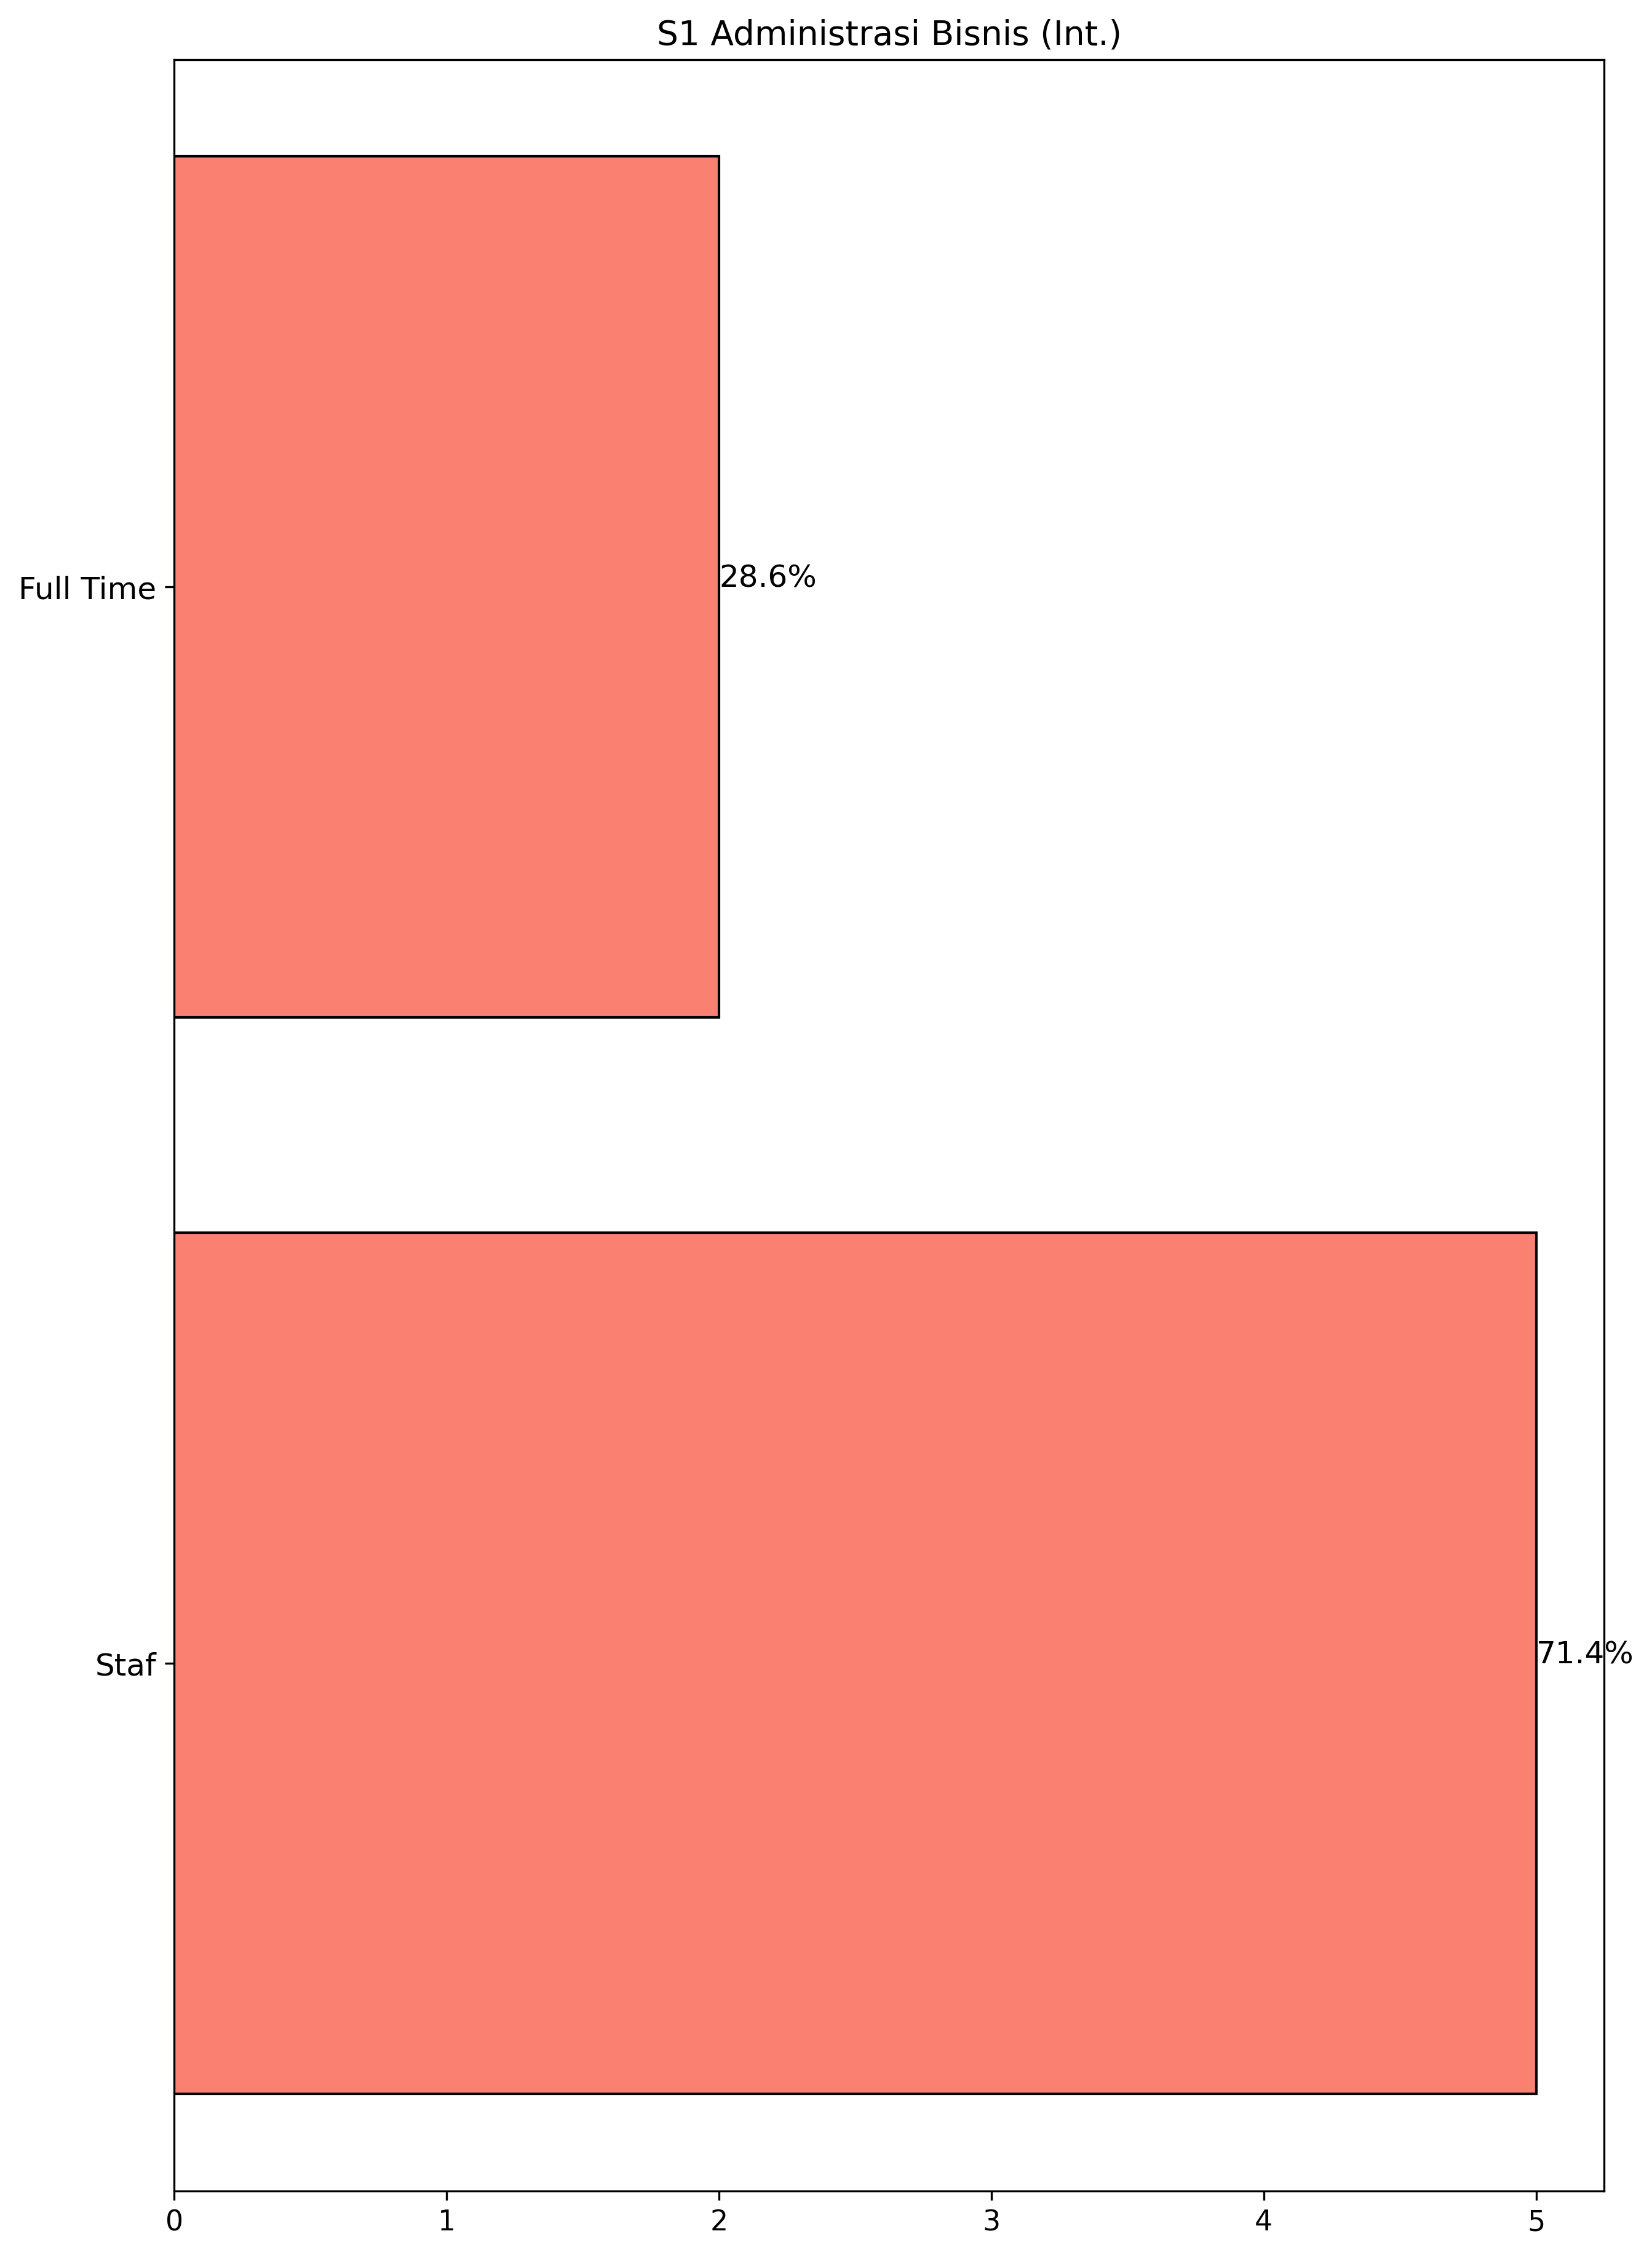 S1 Administrasi Bisnis (Int.)
Full Time
28.6%
Staf
71.4%
0 1 2 3 4 5